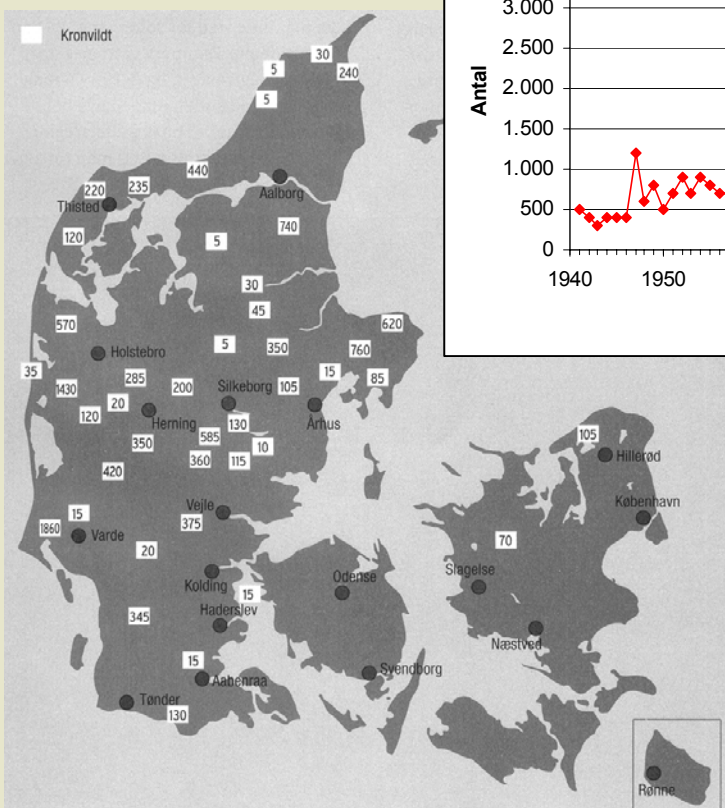 Kronvildt
30
5
240
5
440
235
220
Thisted
Aalborg
120
740
5
30
45
570
620
5
350
760
Holstebro
35
15
285
85
1430
200
Silkeborg
105
20
120
Herning
130
Århus
585
350
10
360
115
420
Vejle
15
375
1860
Varde
20
Kolding
15
Odense
Haderslev
345
15
Aabenraa
Svendborg
Tønder
130
105
Hillerød
København
70
Slagelse
Næstved
Rønne
Antal
3.000
2.500
2.000
1.500
1.000
500
0
1940
1950